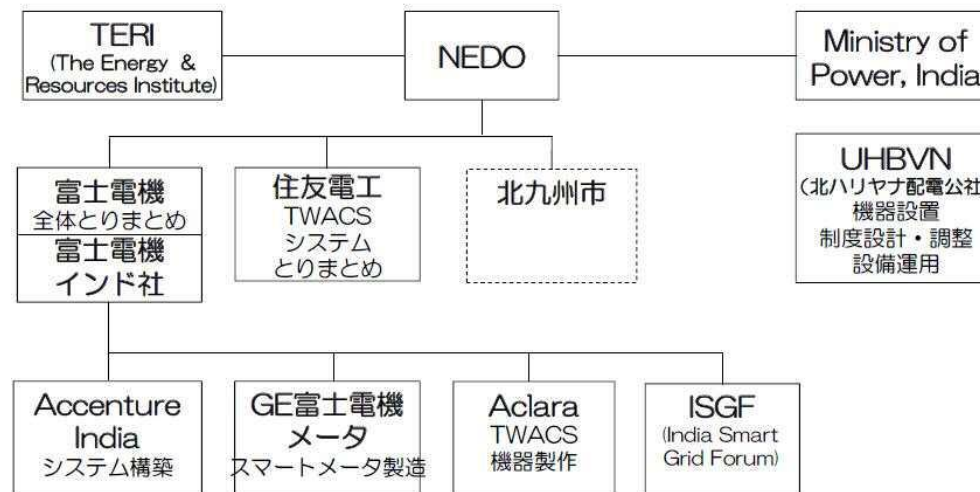 TERI
(The Energy &
Resources Institute)
NEDO
Ministry of
Power, India
富士電機
全体とりまとめ
富士電機
インド社
住友電工
TWACS
システム
とりまとめ
北九州市
UHBVN
(北ハリヤナ配電公社
機器設置
制度設計・調整
設備運用
Accenture
India
システム構築
GE富士電機
メータ
スマートメータ製造
Aclara
TWACS
機器製作
ISGF
(India Smart
Grid Forum)